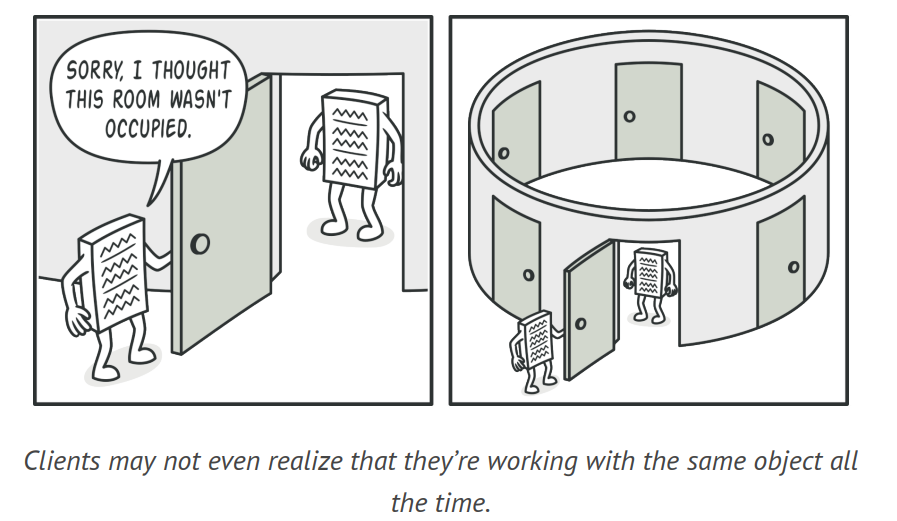 SORRY, I THOUGHT
THIS ROOM WASN'T
OCCUPIED.
Clients may not even realize that they're working with the same object all
the time.